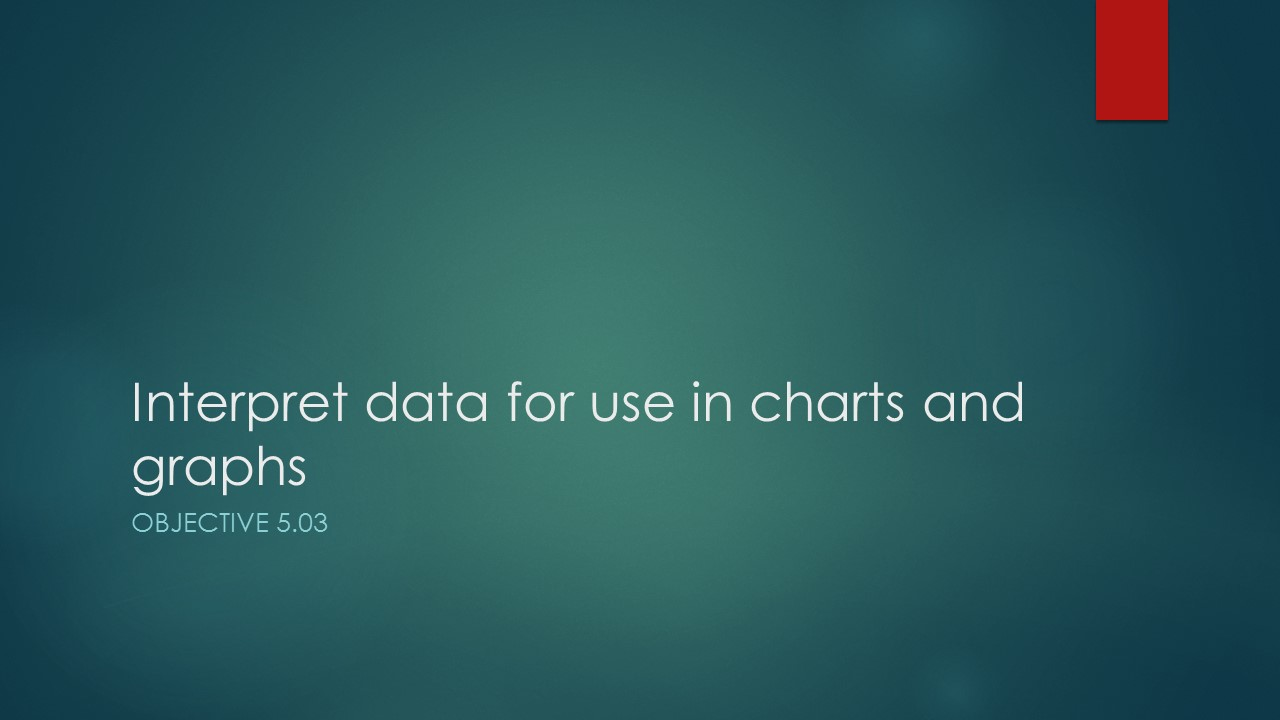 Interpret data for use in charts and
graphs
OBJECTIVE 5.03